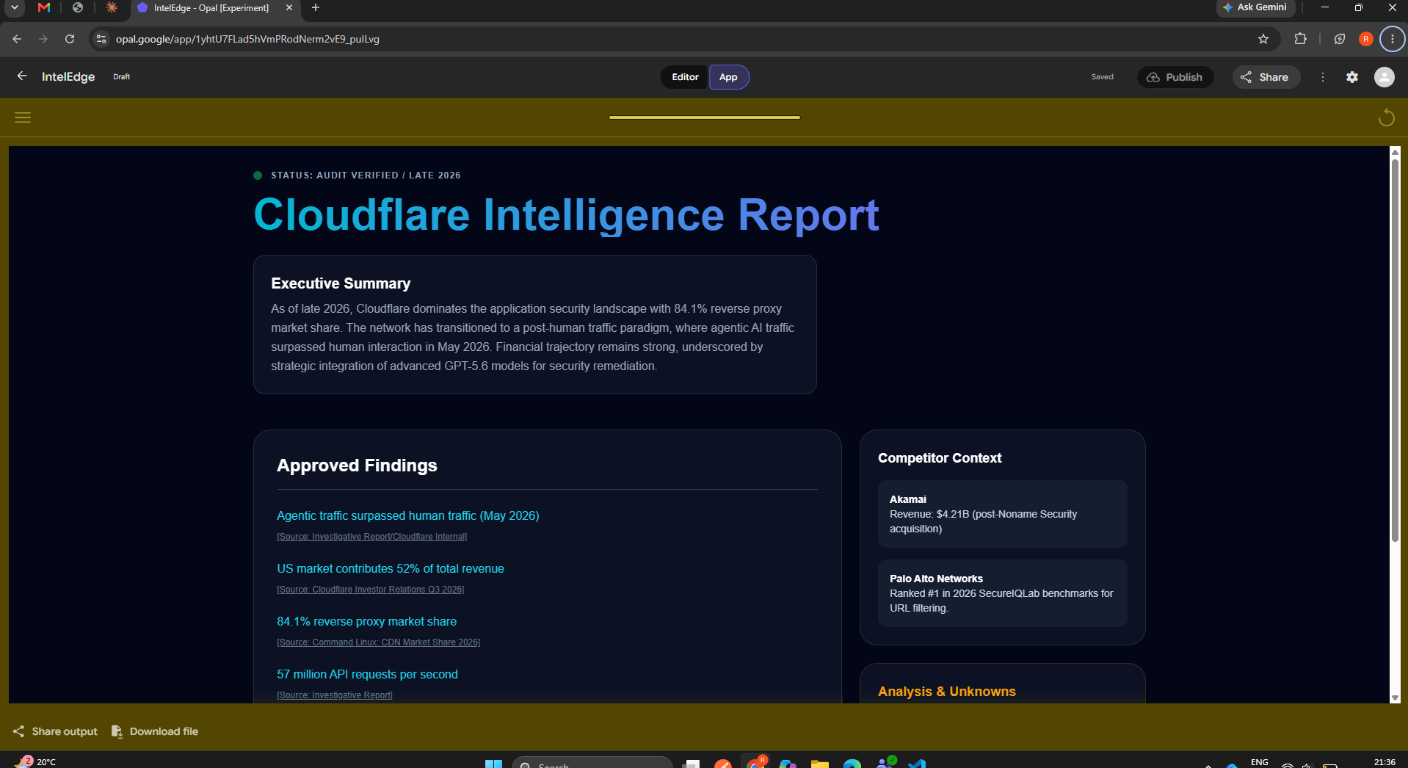 IntelEdge - Opal [Experiment]
Ask Gemini
opal.google/app/1yhtU7FLad5hVmPRodNerm2vE9_pulLvg
R
IntelEdge
Draft
Editor
App
Saved
Publish
Share
STATUS: AUDIT VERIFIED / LATE 2026
Cloudflare Intelligence Report
Executive Summary
As of late 2026, Cloudflare dominates the application security landscape with 84.1% reverse proxy
market share. The network has transitioned to a post-human traffic paradigm, where agentic AI traffic
surpassed human interaction in May 2026. Financial trajectory remains strong, underscored by
strategic integration of advanced GPT-5.6 models for security remediation.
Approved Findings
Agentic traffic surpassed human traffic (May 2026)
[Source: Investigative Report/Cloudflare Internal]
US market contributes 52% of total revenue
[Source: Cloudflare Investor Relations Q3 2026]
84.1% reverse proxy market share
[Source: Command Linux: CDN Market Share 2026]
57 million API requests per second
[Source: Investigative Report]
Competitor Context
Akamai
Revenue: $4.21B (post-Noname Security
acquisition)
Palo Alto Networks
Ranked #1 in 2026 SecureIQLab benchmarks for
URL filtering.
Analysis & Unknowns
Share output
Download file
2
20°C
Search
R
ENG
21:36